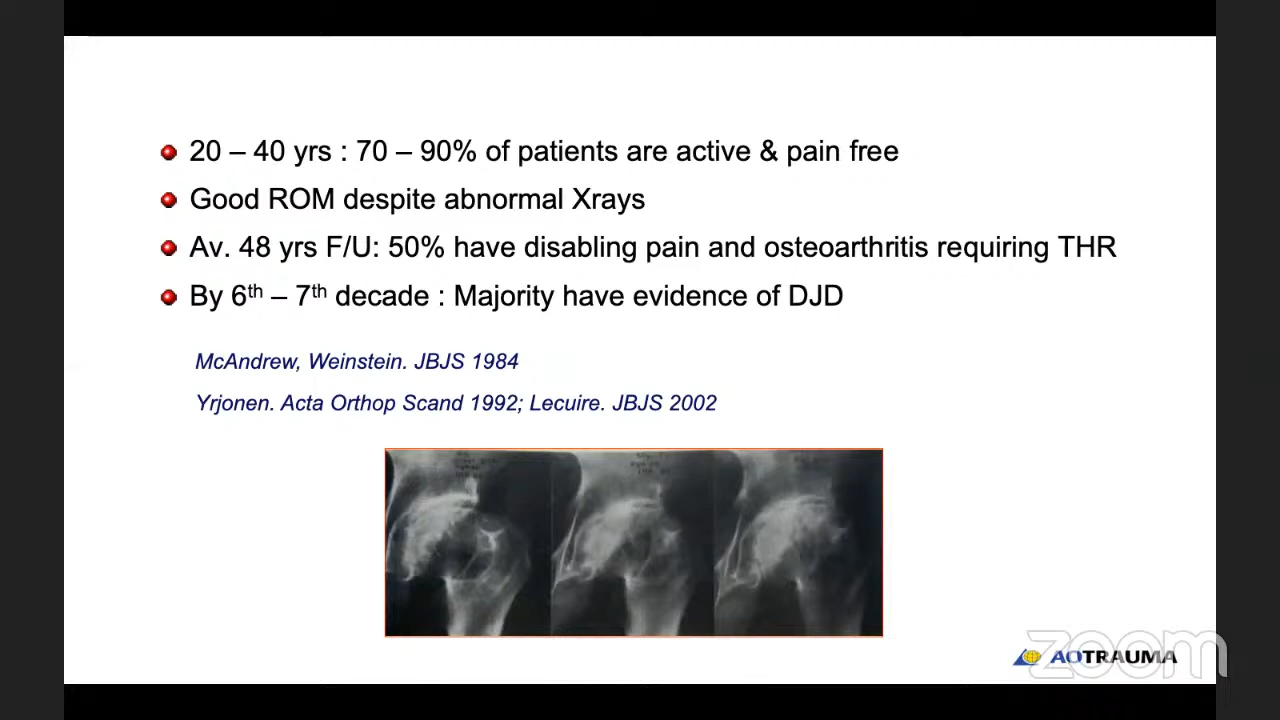 20 – 40 yrs : 70 – 90% of patients are active & pain free
Good ROM despite abnormal Xrays
Av. 48 yrs F/U: 50% have disabling pain and osteoarthritis requiring THR
By 6th – 7th decade : Majority have evidence of DJD
McAndrew, Weinstein. JBJS 1984
Yrjonen. Acta Orthop Scand 1992; Lecuire. JBJS 2002
AOTRAUMA
zoom